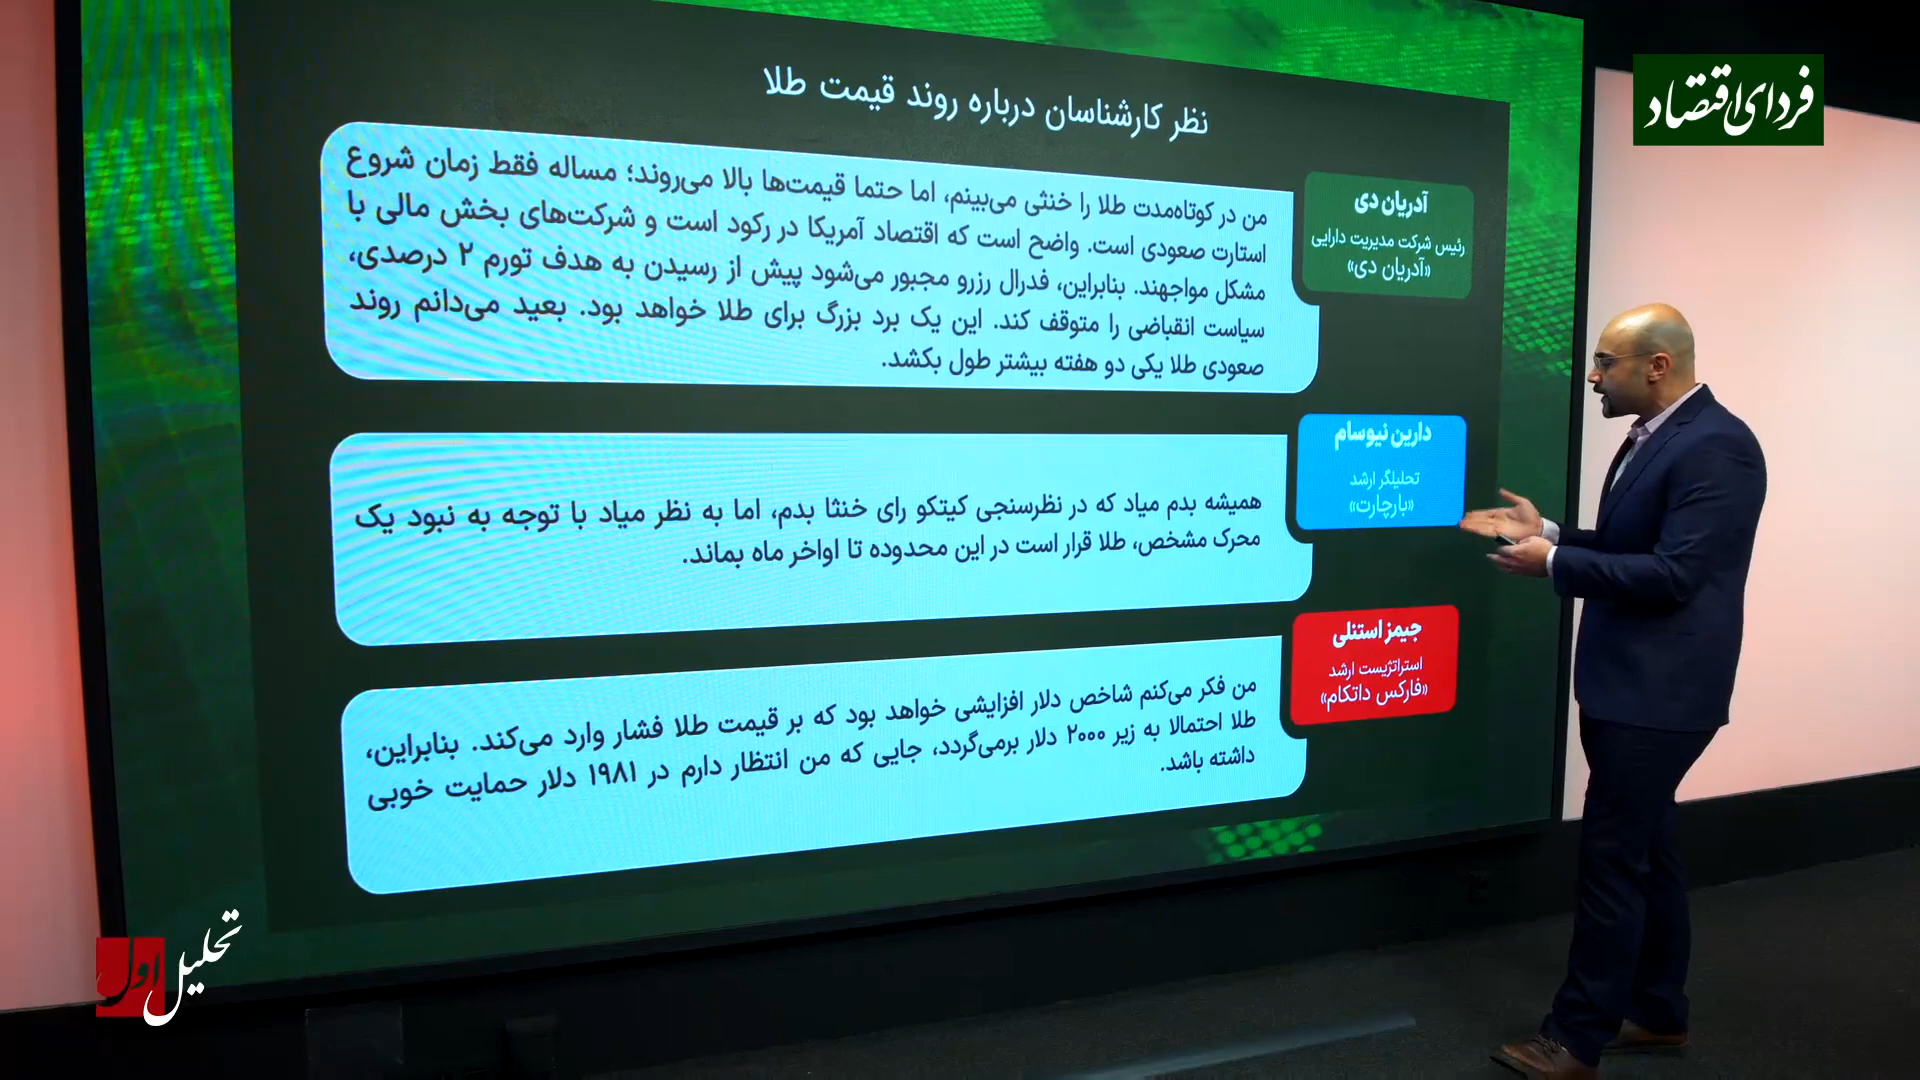 فردای اقتصاد
نظر کارشناسان درباره روند قیمت طلا
آدریان دی
رئیس شرکت مدیریت دارایی
«آدریان دی»
من در کوتاه‌مدت طلا را خنثی می‌بینم، اما حتما قیمت‌ها بالا می‌روند؛ مساله فقط زمان شروع
استارت صعودی است. واضح است که اقتصاد آمریکا در رکود است و شرکت‌های بخش مالی با
مشکل مواجهند. بنابراین، فدرال رزرو مجبور می‌شود پیش از رسیدن به هدف تورم ۲ درصدی،
سیاست انقباضی را متوقف کند. این یک برد بزرگ برای طلا خواهد بود. بعید می‌دانم روند
صعودی طلا یکی دو هفته بیشتر طول بکشد.
دارین نیوسام
تحلیلگر ارشد
«بارچارت»
همیشه بدم میاد که در نظرسنجی کیتکو رای خنثا بدم، اما به نظر میاد با توجه به نبود یک
محرک مشخص، طلا قرار است در این محدوده تا اواخر ماه بماند.
جیمز استنلی
استراتژیست ارشد
«فارکس داتکام»
من فکر می‌کنم شاخص دلار افزایشی خواهد بود که بر قیمت طلا فشار وارد می‌کند. بنابراین،
طلا احتمالا به زیر ۲۰۰۰ دلار برمی‌گردد، جایی که من انتظار دارم در ۱۹۸۱ دلار حمایت خوبی
داشته باشد.
تحلیل اول